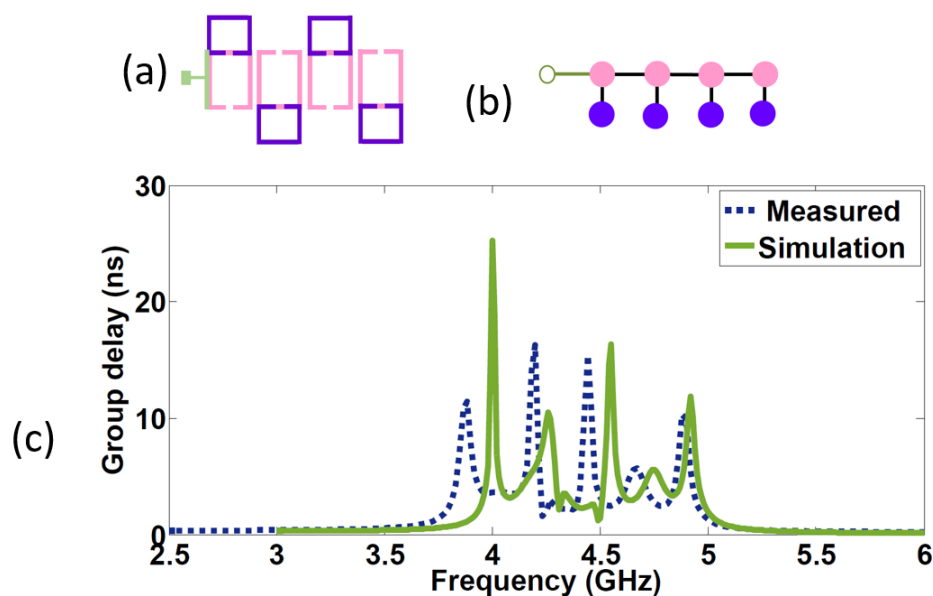 (a)
(b)
(c)
Group delay (ns)
30
20
10
0
Measured
Simulation
2.5 3 3.5 4 4.5 5 5.5 6
Frequency (GHz)